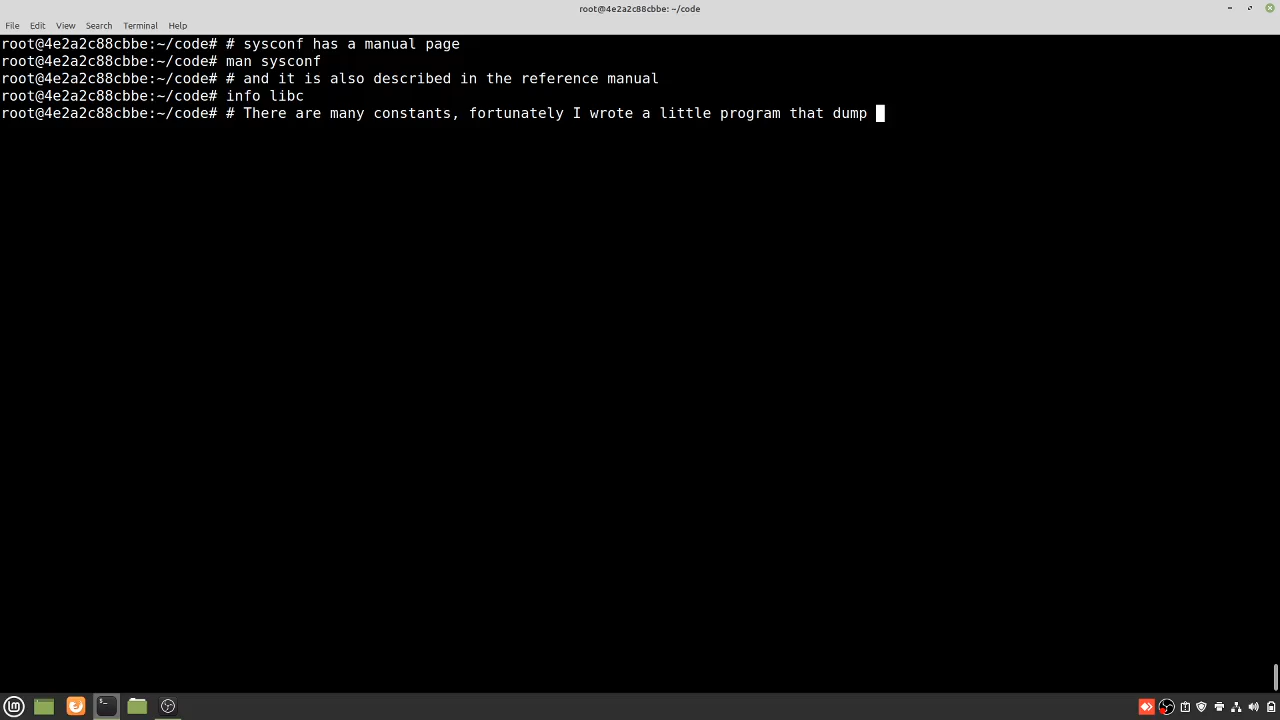 root@4e2a2c88cbbe: ~/code
File Edit View Search Terminal Help
root@4e2a2c88cbbe:~/code# # sysconf has a manual page
root@4e2a2c88cbbe:~/code# man sysconf
root@4e2a2c88cbbe:~/code# # and it is also described in the reference manual
root@4e2a2c88cbbe:~/code# info libc
root@4e2a2c88cbbe:~/code# # There are many constants, fortunately I wrote a little program that dump